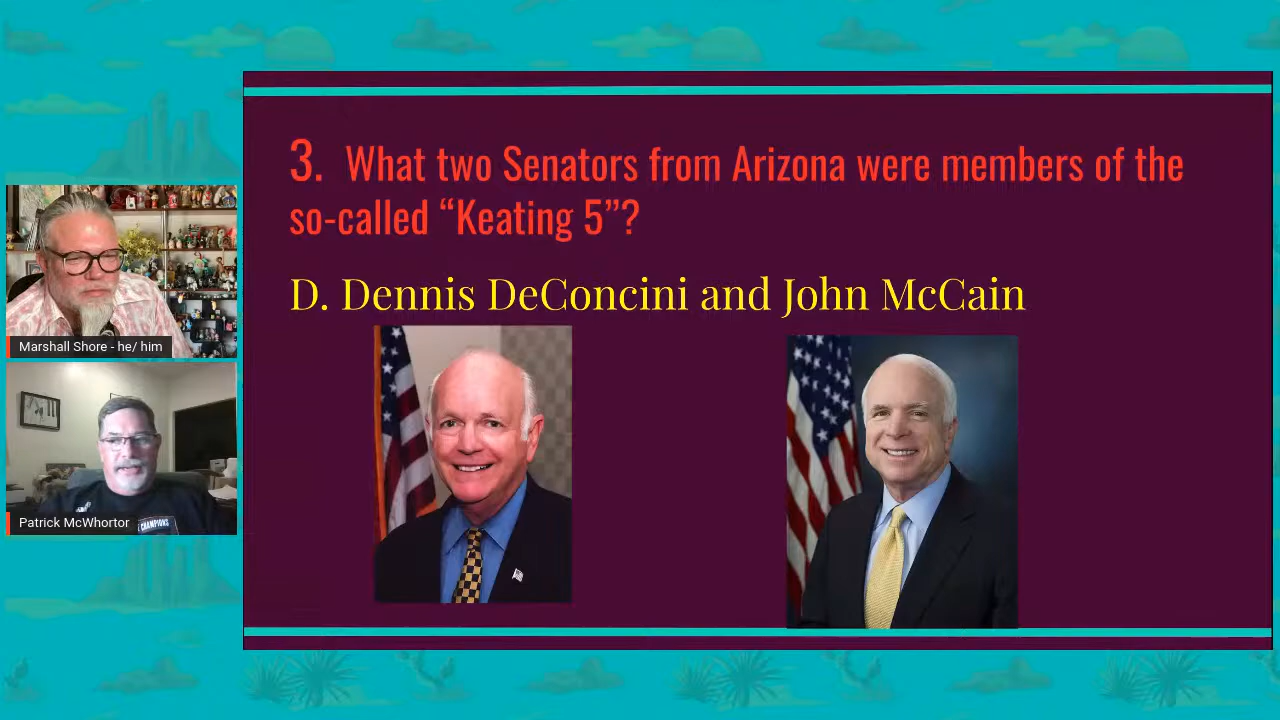 3. What two Senators from Arizona were members of the
so-called “Keating 5”?
D. Dennis DeConcini and John McCain
Marshall Shore - he/ him
CHAMPIONS
Patrick McWhortor